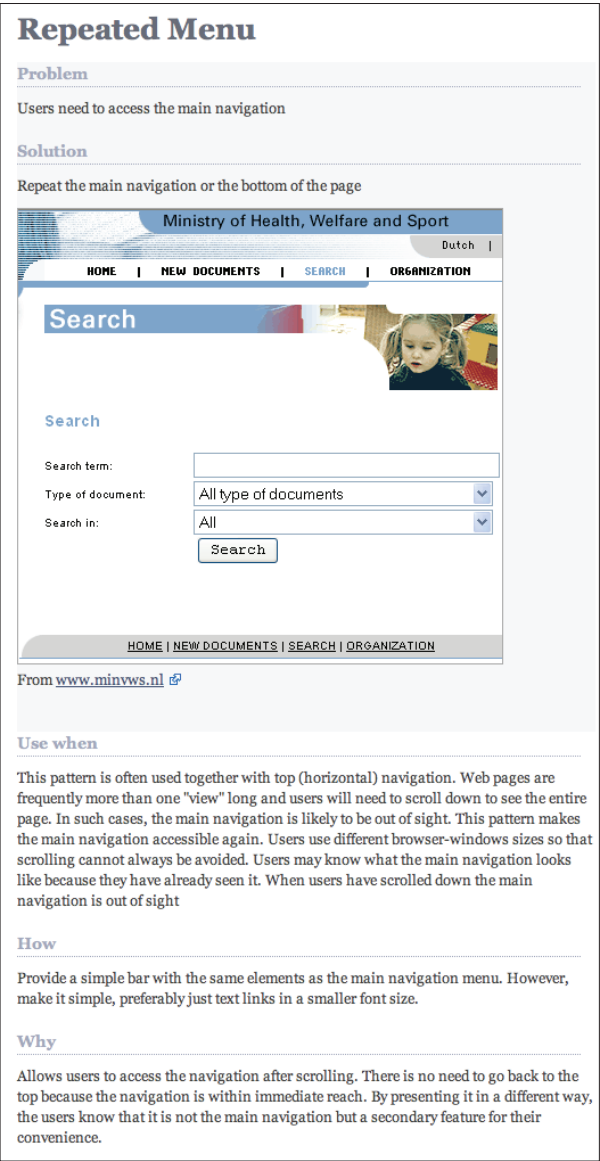 Repeated Menu
Problem
Users need to access the main navigation
Solution
Repeat the main navigation or the bottom of the page
Ministry of Health, Welfare and Sport
Dutch |
HOME | NEW DOCUMENTS | SEARCH | ORGANIZATION
Search
Search
Search term:
Type of document: All type of documents
Search in: All
Search
HOME | NEW DOCUMENTS | SEARCH | ORGANIZATION
From www.minvws.nl
Use when
This pattern is often used together with top (horizontal) navigation. Web pages are
frequently more than one "view" long and users will need to scroll down to see the entire
page. In such cases, the main navigation is likely to be out of sight. This pattern makes
the main navigation accessible again. Users use different browser-windows sizes so that
scrolling cannot always be avoided. Users may know what the main navigation looks
like because they have already seen it. When users have scrolled down the main
navigation is out of sight
How
Provide a simple bar with the same elements as the main navigation menu. However,
make it simple, preferably just text links in a smaller font size.
Why
Allows users to access the navigation after scrolling. There is no need to go back to the
top because the navigation is within immediate reach. By presenting it in a different way,
the users know that it is not the main navigation but a secondary feature for their
convenience.